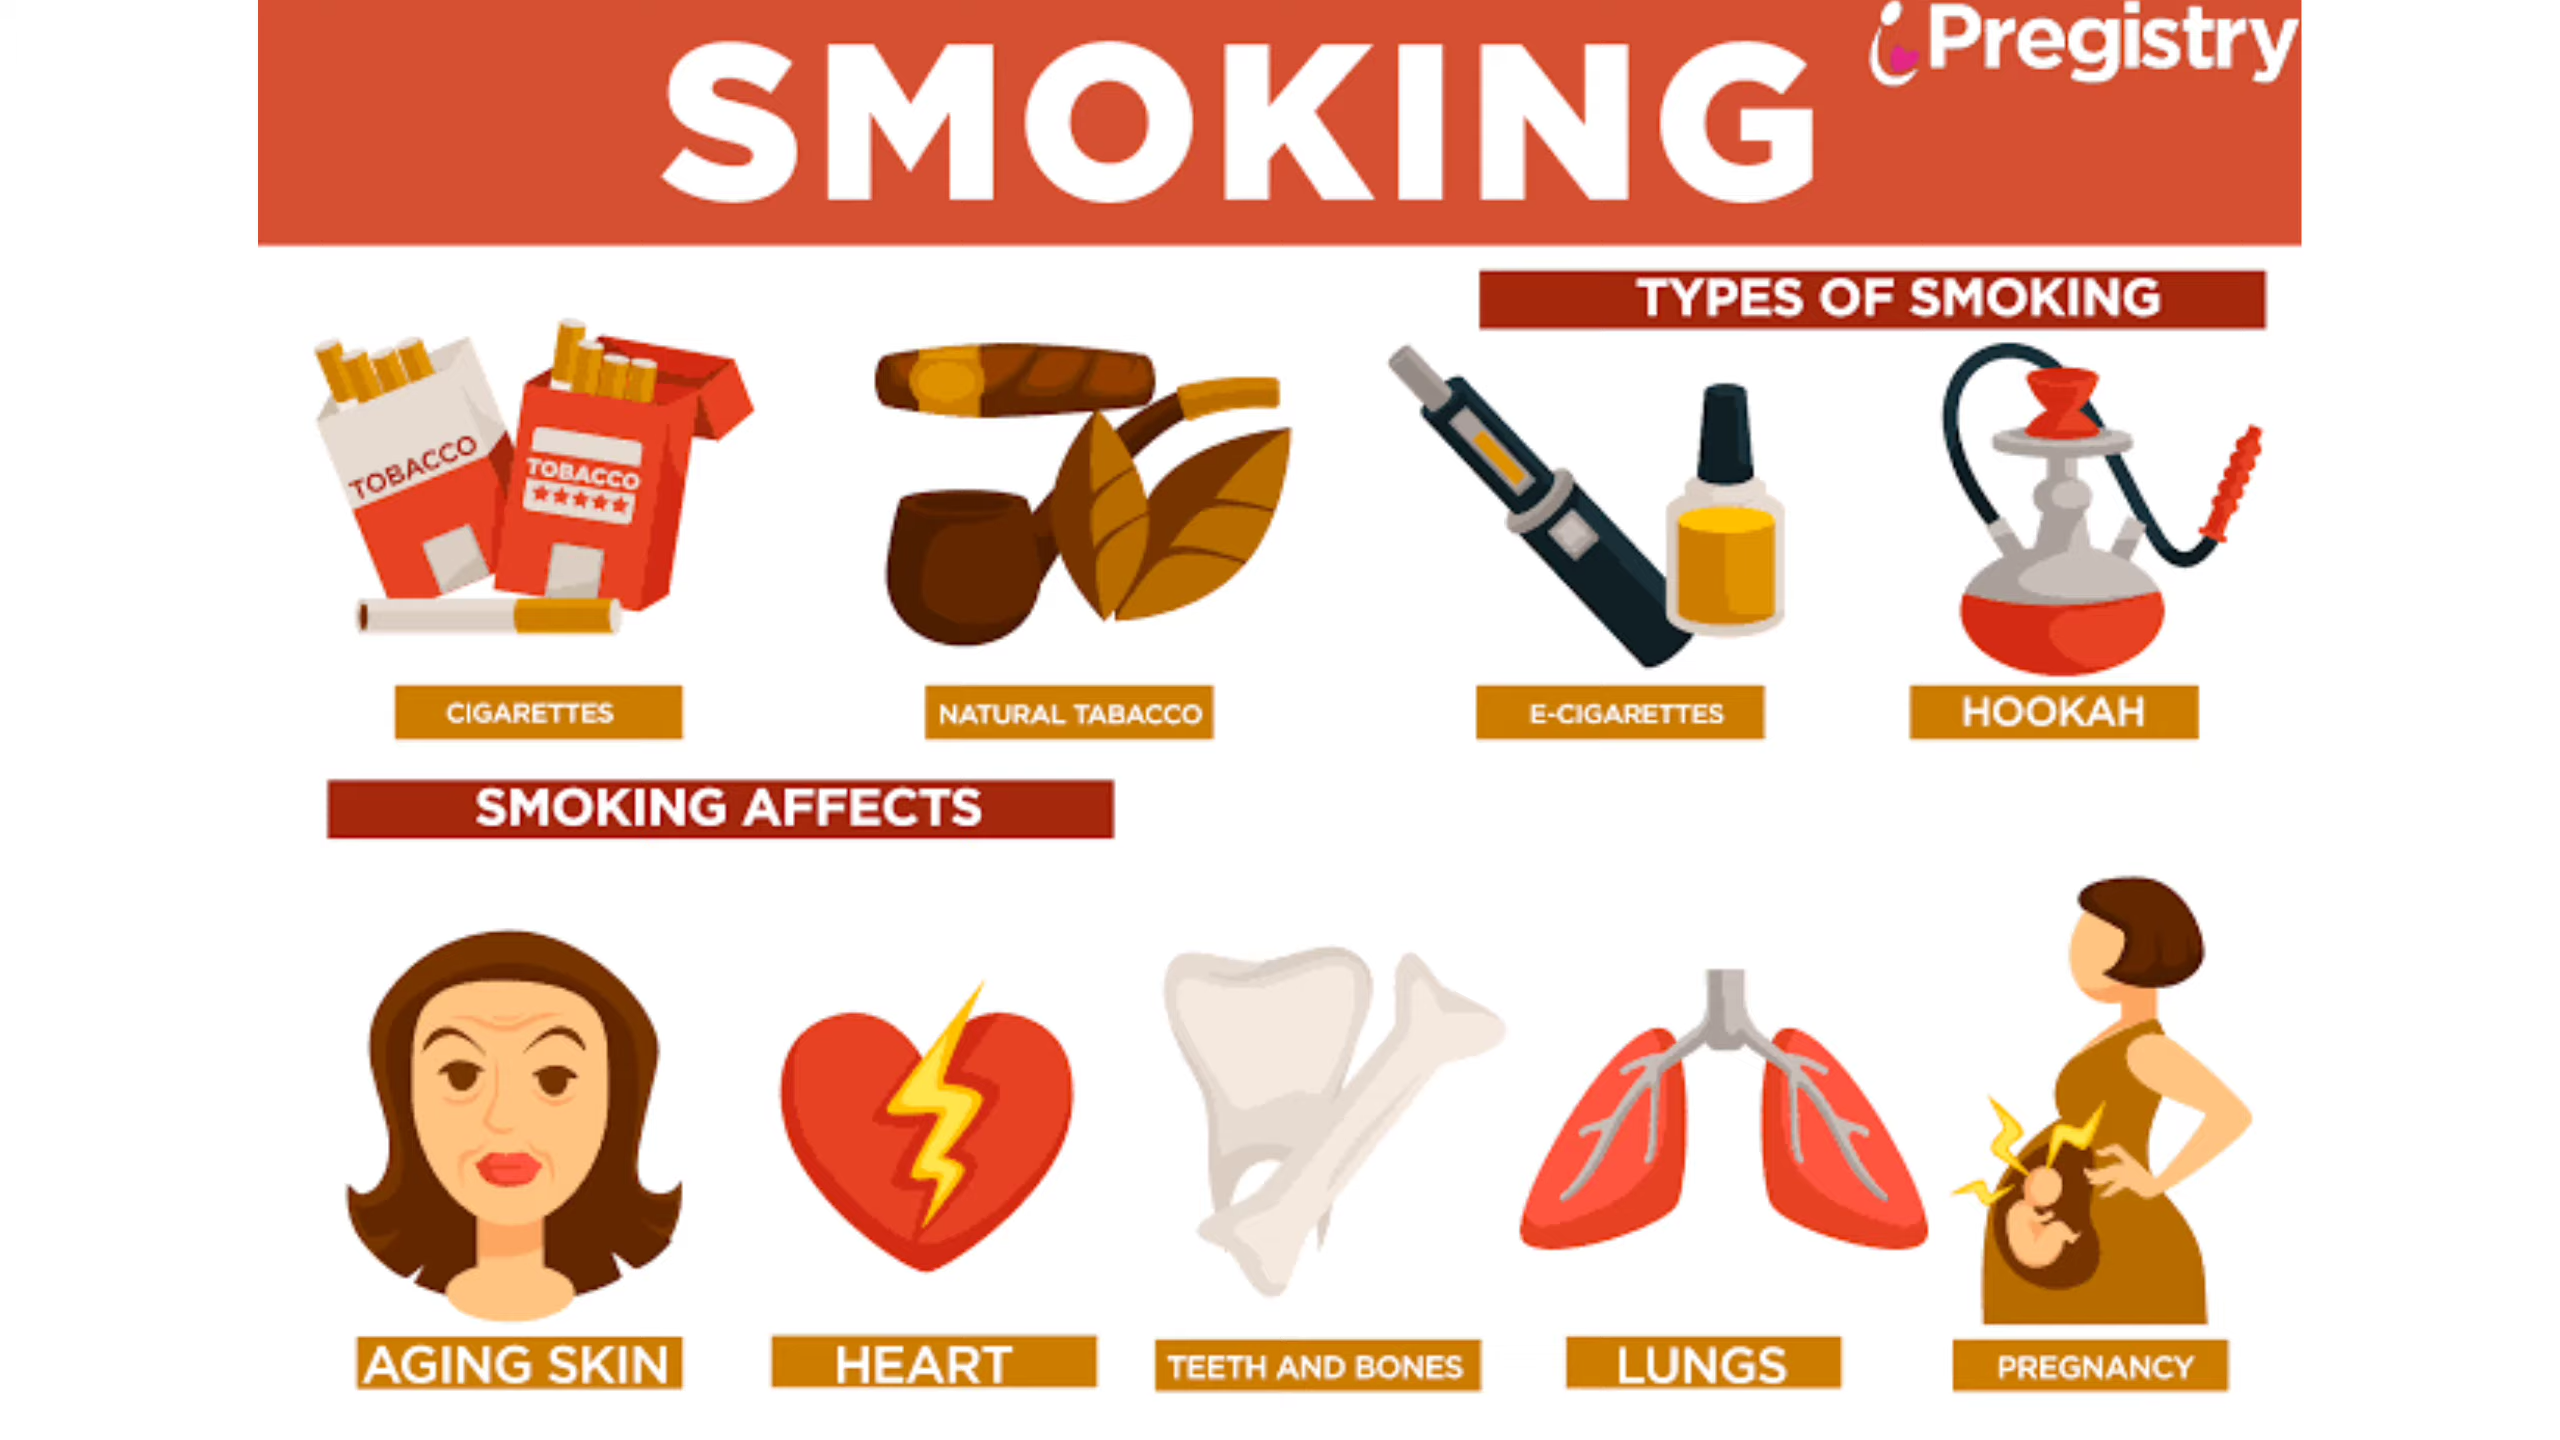 SMOKING
Pregistry
TYPES OF SMOKING
TOBACCO
TOBACCO
CIGARETTES
NATURAL TABACCO
E-CIGARETTES
HOOKAH
SMOKING AFFECTS
AGING SKIN
HEART
TEETH AND BONES
LUNGS
PREGNANCY